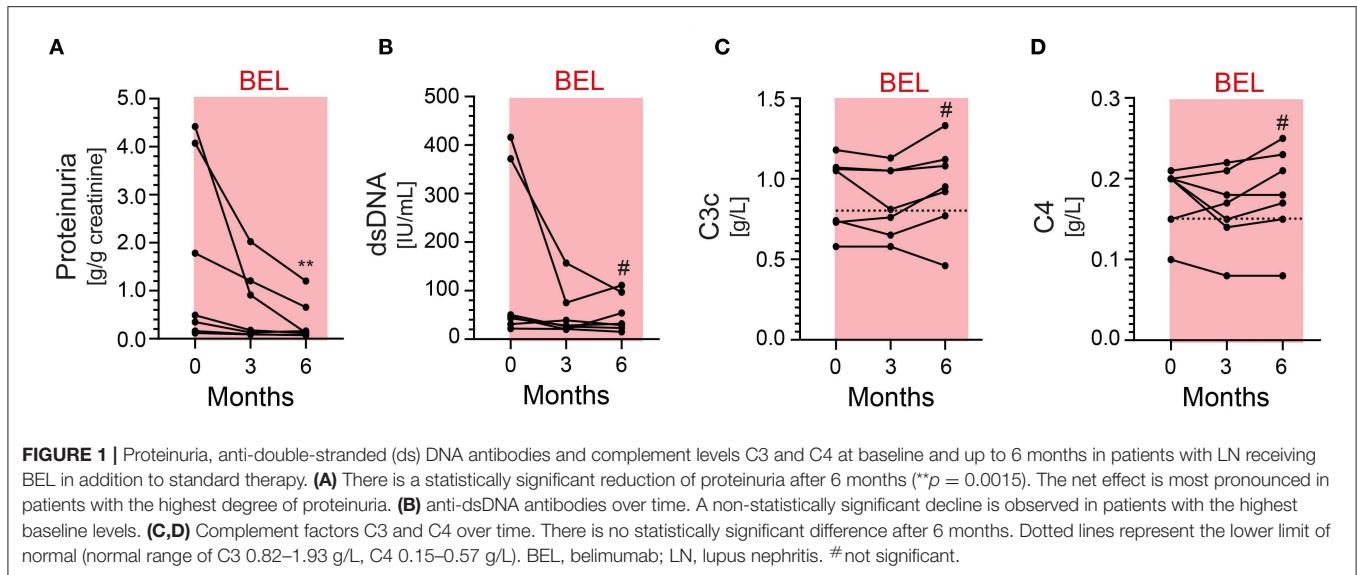 A
BEL
Proteinuria
[g/g creatinine]
5.0
4.0
3.0
2.0
1.0
0.0
**
0 3 6
Months
B
BEL
dsDNA
[IU/mL]
500
400
300
200
100
0
#
0 3 6
Months
C
BEL
C3c
[g/L]
1.5
1.0
0.5
0.0
#
0 3 6
Months
D
BEL
C4
[g/L]
0.3
0.2
0.1
0.0
#
0 3 6
Months
FIGURE 1 | Proteinuria, anti-double-stranded (ds) DNA antibodies and complement levels C3 and C4 at baseline and up to 6 months in patients with LN receiving
BEL in addition to standard therapy. (A) There is a statistically significant reduction of proteinuria after 6 months (**p = 0.0015). The net effect is most pronounced in
patients with the highest degree of proteinuria. (B) anti-dsDNA antibodies over time. A non-statistically significant decline is observed in patients with the highest
baseline levels. (C,D) Complement factors C3 and C4 over time. There is no statistically significant difference after 6 months. Dotted lines represent the lower limit of
normal (normal range of C3 0.82–1.93 g/L, C4 0.15–0.57 g/L). BEL, belimumab; LN, lupus nephritis. #not significant.